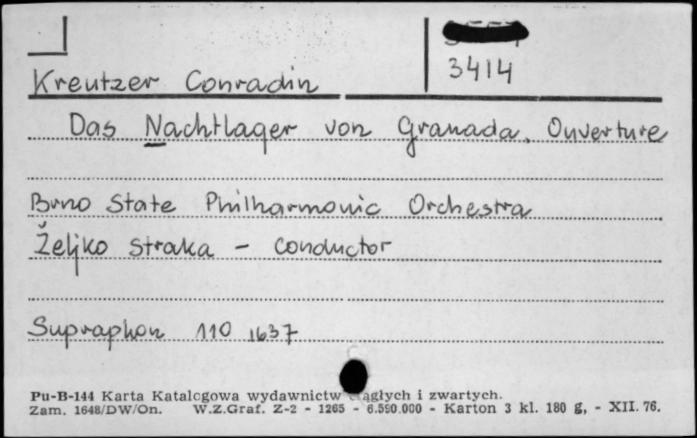 3414
Kreutzer Conradin
Das Nachtlager von Granada. Ouverture
Brno State Philharmonic Orchestra
Željko Straka - conductor
Supraphon 110 1637
Pu-B-144 Karta Katalogowa wydawnictw ciągłych i zwartych.
Zam. 1648/DW/On. W.Z.Graf. Z-2 - 1265 - 6.590.000 - Karton 3 kl. 180 g, - XII. 76.